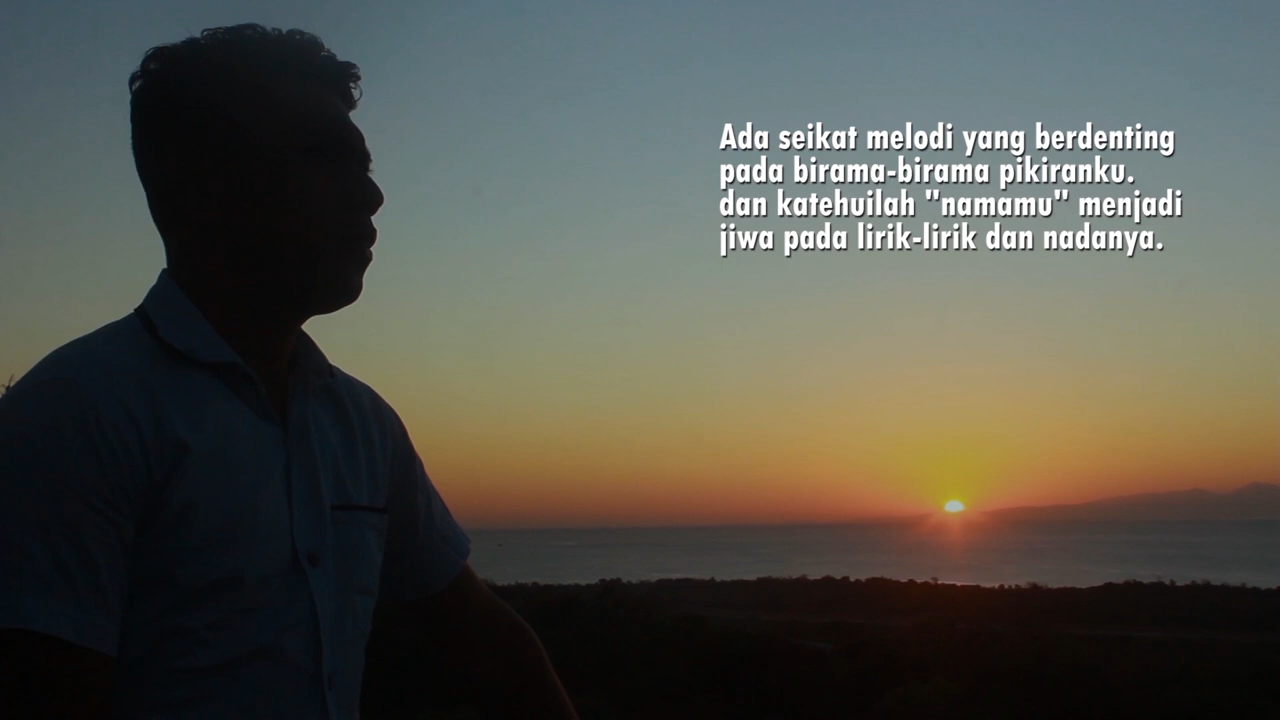 Ada seikat melodi yang berdenting
pada birama-birama pikiranku.
dan katehuilah "namamu" menjadi
jiwa pada lirik-lirik dan nadanya.